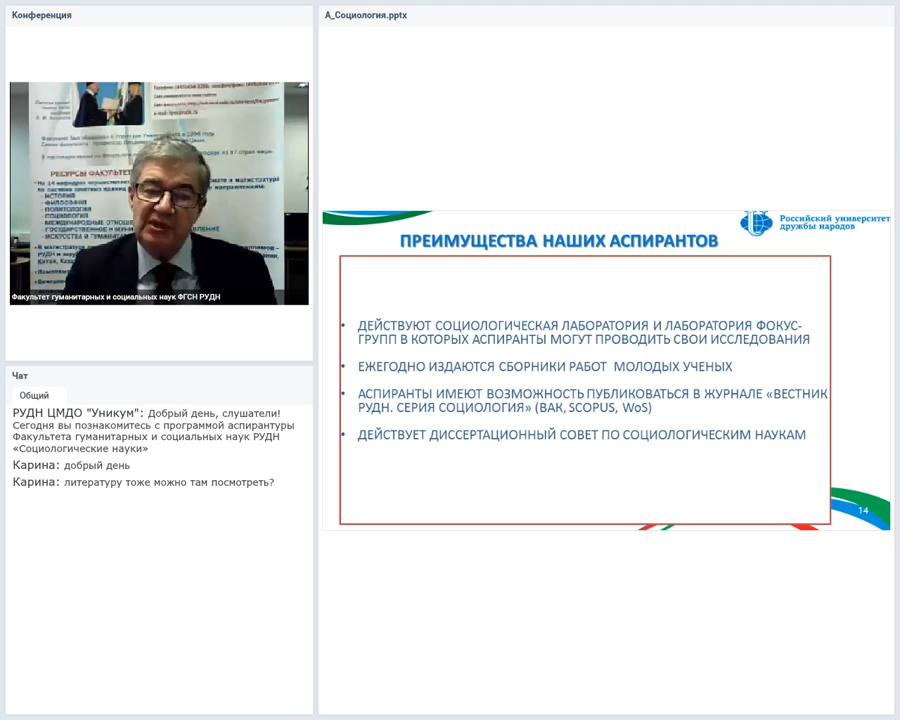 Конференция
А_Социология.pptx
РЕСУРСЫ
- ИСТОРИЯ
- ФИЛОСОФИЯ
- ПОЛИТОЛОГИЯ
- СОЦИОЛОГИЯ
Факультет гуманитарных и социальных наук ФГСН РУДН
Чат
Общий
РУДН ЦМДО "Уникум": Добрый день, слушатели!
Сегодня вы познакомитесь с программой аспирантуры
Факультета гуманитарных и социальных наук РУДН
«Социологические науки»
Карина: добрый день
Карина: литературу тоже можно там посмотреть?
Российский университет
дружбы народов
ПРЕИМУЩЕСТВА НАШИХ АСПИРАНТОВ
• ДЕЙСТВУЮТ СОЦИОЛОГИЧЕСКАЯ ЛАБОРАТОРИЯ И ЛАБОРАТОРИЯ ФОКУС-
ГРУПП В КОТОРЫХ АСПИРАНТЫ МОГУТ ПРОВОДИТЬ СВОИ ИССЛЕДОВАНИЯ
• ЕЖЕГОДНО ИЗДАЮТСЯ СБОРНИКИ РАБОТ МОЛОДЫХ УЧЕНЫХ
• АСПИРАНТЫ ИМЕЮТ ВОЗМОЖНОСТЬ ПУБЛИКОВАТЬСЯ В ЖУРНАЛЕ «ВЕСТНИК
РУДН. СЕРИЯ СОЦИОЛОГИЯ» (ВАК, SCOPUS, WoS)
• ДЕЙСТВУЕТ ДИССЕРТАЦИОННЫЙ СОВЕТ ПО СОЦИОЛОГИЧЕСКИМ НАУКАМ
14